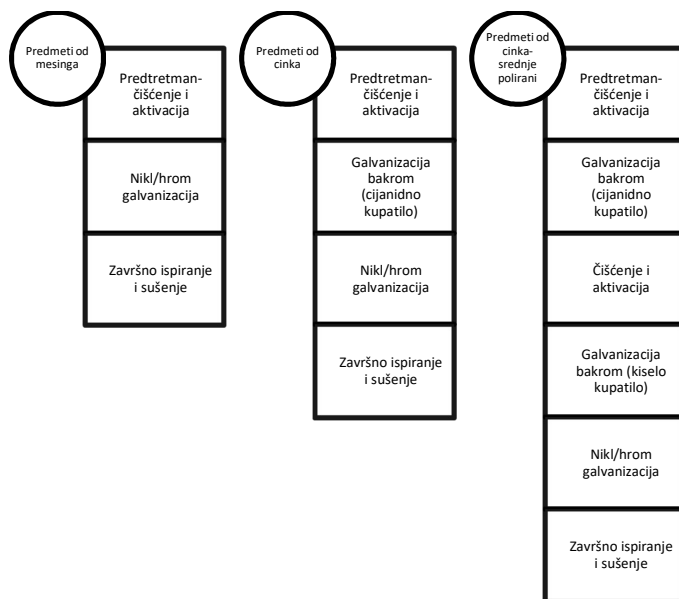 Predmeti od
mesinga
Predtretman-
čišćenje i
aktivacija
Nikl/hrom
galvanizacija
Završno ispiranje
i sušenje
Predmeti od
cinka
Predtretman-
čišćenje i
aktivacija
Galvanizacija
bakrom
(cijanidno
kupatilo)
Nikl/hrom
galvanizacija
Završno ispiranje
i sušenje
Predmeti od
cinka-
srednje
polirani
Predtretman-
čišćenje i
aktivacija
Galvanizacija
bakrom
(cijanidno
kupatilo)
Čišćenje i
aktivacija
Galvanizacija
bakrom (kiselo
kupatilo)
Nikl/hrom
galvanizacija
Završno ispiranje
i sušenje